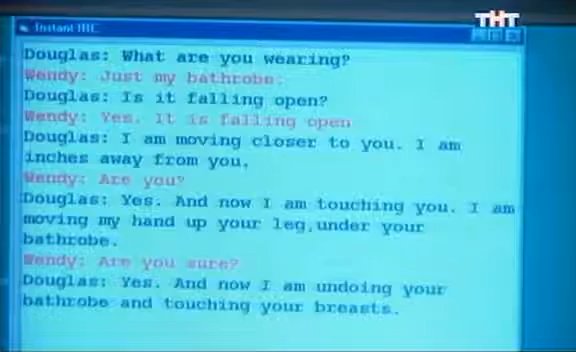 Instant IRC
ТНТ
Douglas: What are you wearing?
Wendy: Just my bathrobe.
Douglas: Is it falling open?
Wendy: Yes. It is falling open
Douglas: I am moving closer to you. I am
inches away from you.
Wendy: Are you?
Douglas: Yes. And now I am touching you. I am
moving my hand up your leg,under your
bathrobe.
Wendy: Are you sure?
Douglas: Yes. And now I am undoing your
bathrobe and touching your breasts.